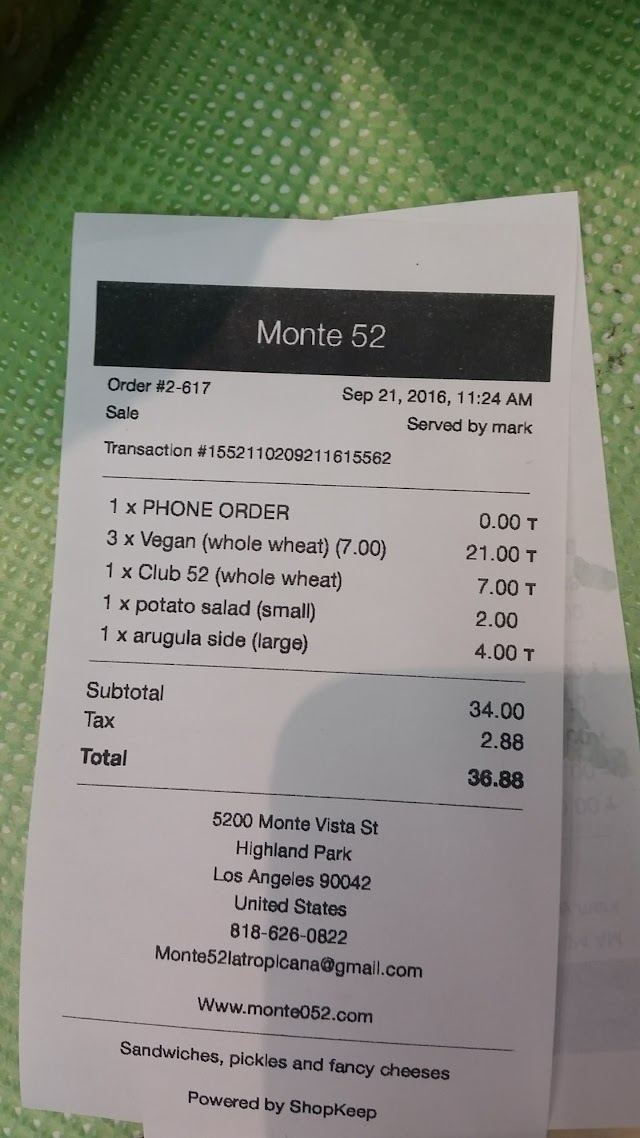 Monte 52
Order #2-617 Sep 21, 2016, 11:24 AM
Sale Served by mark
Transaction #1552110209211615562
1 x PHONE ORDER 0.00 T
3 x Vegan (whole wheat) (7.00) 21.00 T
1 x Club 52 (whole wheat) 7.00 T
1 x potato salad (small) 2.00
1 x arugula side (large) 4.00 T
Subtotal 34.00
Tax 2.88
Total 36.88
5200 Monte Vista St
Highland Park
Los Angeles 90042
United States
818-626-0822
Monte52latropicana@gmail.com
Www.monte052.com
Sandwiches, pickles and fancy cheeses
Powered by ShopKeep